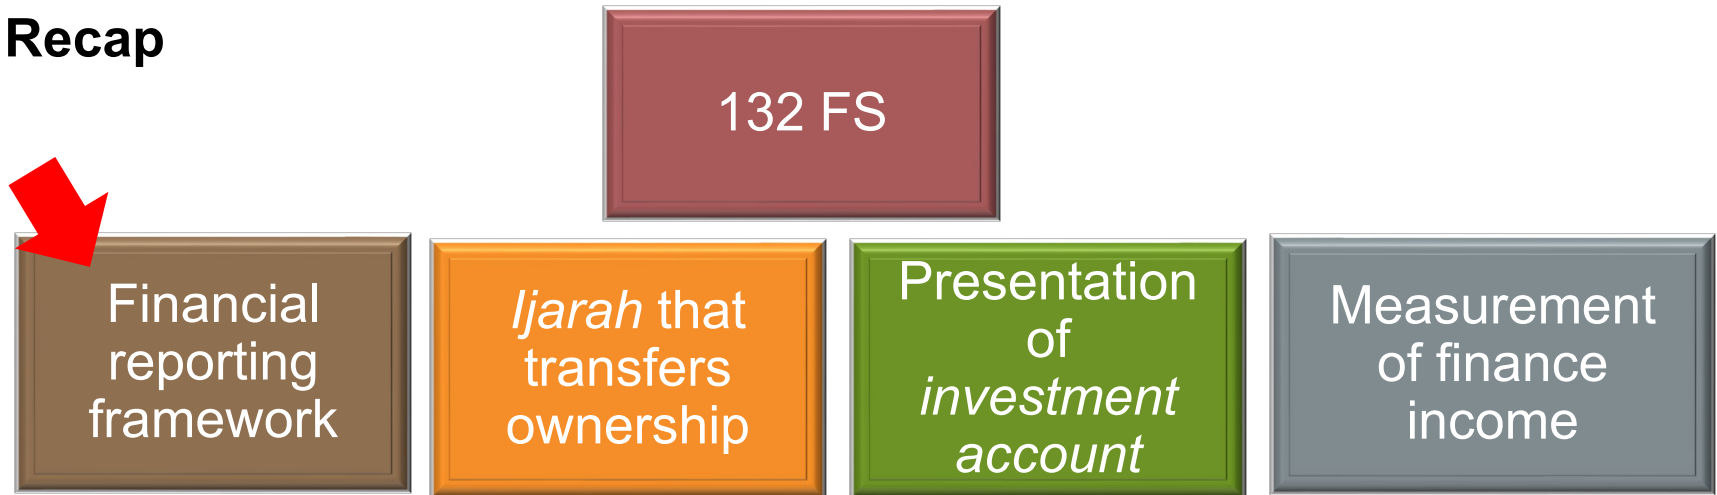 Recap
132 FS
Financial
reporting
framework
Ijarah that
transfers
ownership
Presentation
of
investment
account
Measurement
of finance
income